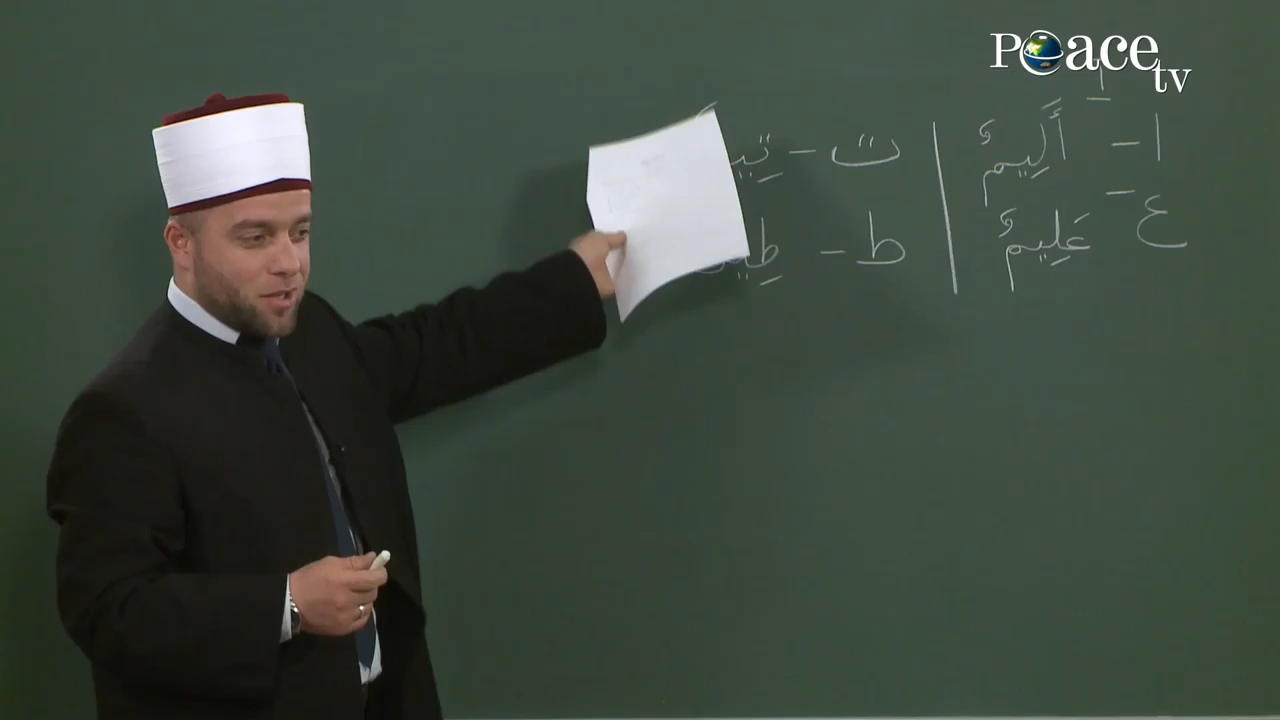 Peace tv
ا - أَلِيمٌ
ع - عَلِيمٌ
ت -
ط -